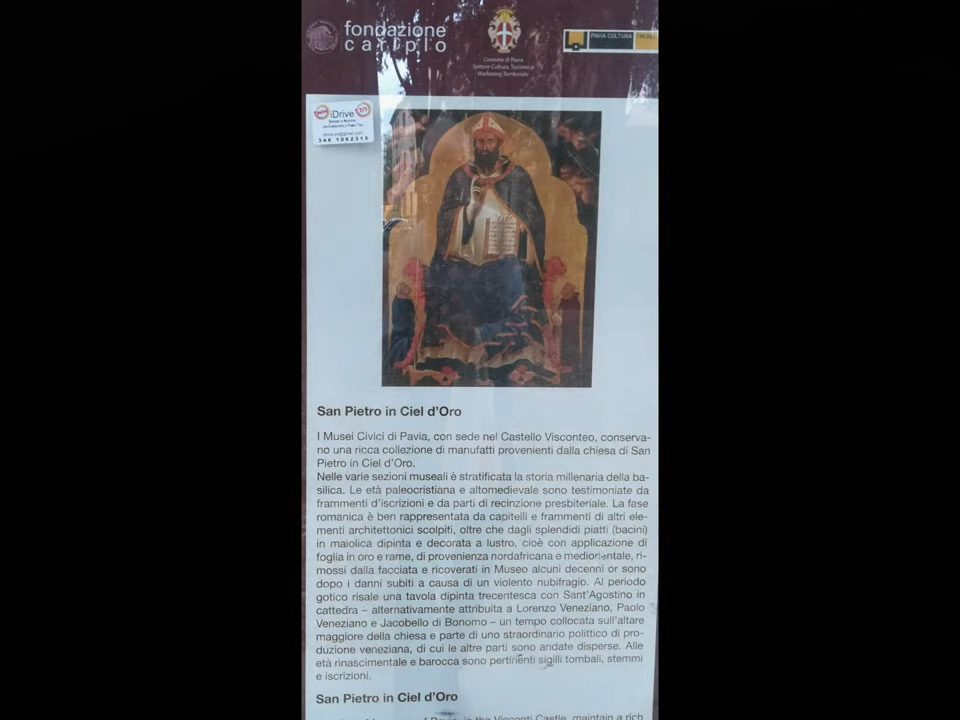 fondazione
cariplo
Comune di Pavia
Settore Cultura, Turismo e
Marketing Territoriale
PAVIA CULTURA
iDrive
346 1062315
San Pietro in Ciel d'Oro
I Musei Civici di Pavia, con sede nel Castello Visconteo, conserva-
no una ricca collezione di manufatti provenienti dalla chiesa di San
Pietro in Ciel d'Oro.
Nelle varie sezioni museali è stratificata la storia millenaria della ba-
silica. Le età paleocristiana e altomedievale sono testimoniate da
frammenti d'iscrizioni e da parti di recinzione presbiteriale. La fase
romanica è ben rappresentata da capitelli e frammenti di altri ele-
menti architettonici scolpiti, oltre che dagli splendidi piatti (bacini)
in maiolica dipinta e decorata a lustro, cioè con applicazione di
foglia in oro e rame, di provenienza nordafricana e mediorientale, ri-
mossi dalla facciata e ricoverati in Museo alcuni decenni or sono
dopo i danni subiti a causa di un violento nubifragio. Al periodo
gotico risale una tavola dipinta trecentesca con Sant'Agostino in
cattedra – alternativamente attribuita a Lorenzo Veneziano, Paolo
Veneziano e Jacobello di Bonomo – un tempo collocata sull'altare
maggiore della chiesa e parte di uno straordinario polittico di pro-
duzione veneziana, di cui le altre parti sono andate disperse. Alle
età rinascimentale e barocca sono pertinenti sigilli tombali, stemmi
e iscrizioni.
San Pietro in Ciel d'Oro
in the Visconti Castle, maintain a rich